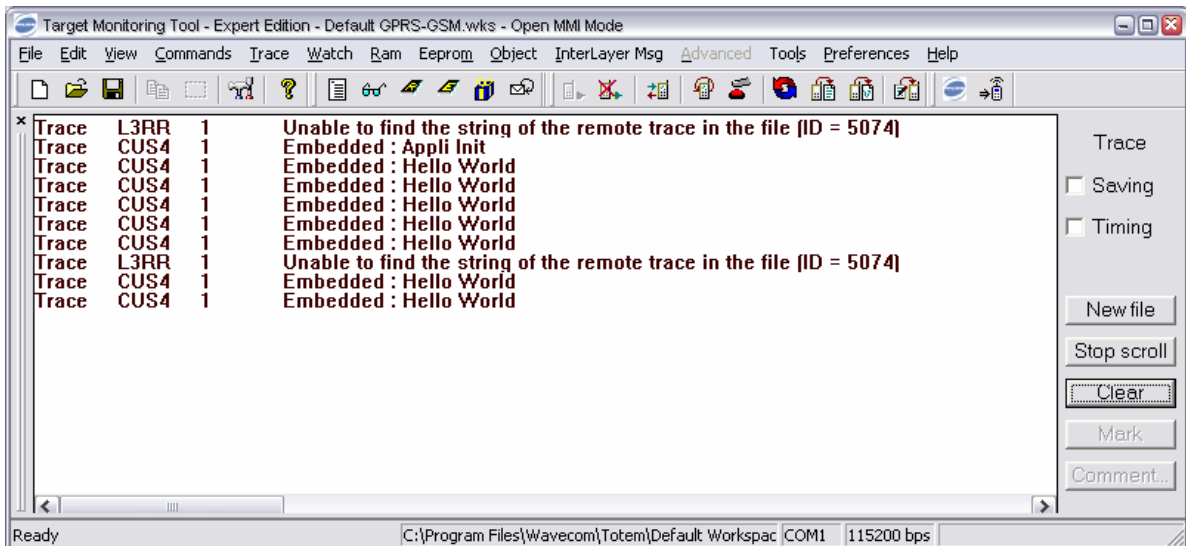 Target Monitoring Tool - Expert Edition - Default GPRS-GSM.wks - Open MMI Mode
File Edit View Commands Trace Watch Ram Eeprom Object InterLayer Msg Advanced Tools Preferences Help
Trace L3RR 1 Unable to find the string of the remote trace in the file (ID = 5074)
Trace CUS4 1 Embedded : Appli Init
Trace CUS4 1 Embedded : Hello World
Trace CUS4 1 Embedded : Hello World
Trace CUS4 1 Embedded : Hello World
Trace CUS4 1 Embedded : Hello World
Trace CUS4 1 Embedded : Hello World
Trace L3RR 1 Unable to find the string of the remote trace in the file (ID = 5074)
Trace CUS4 1 Embedded : Hello World
Trace CUS4 1 Embedded : Hello World
Trace
Saving
Timing
New file
Stop scroll
Clear
Mark
Comment...
Ready C:\Program Files\Wavecom\Totem\Default Workspac COM1 115200 bps